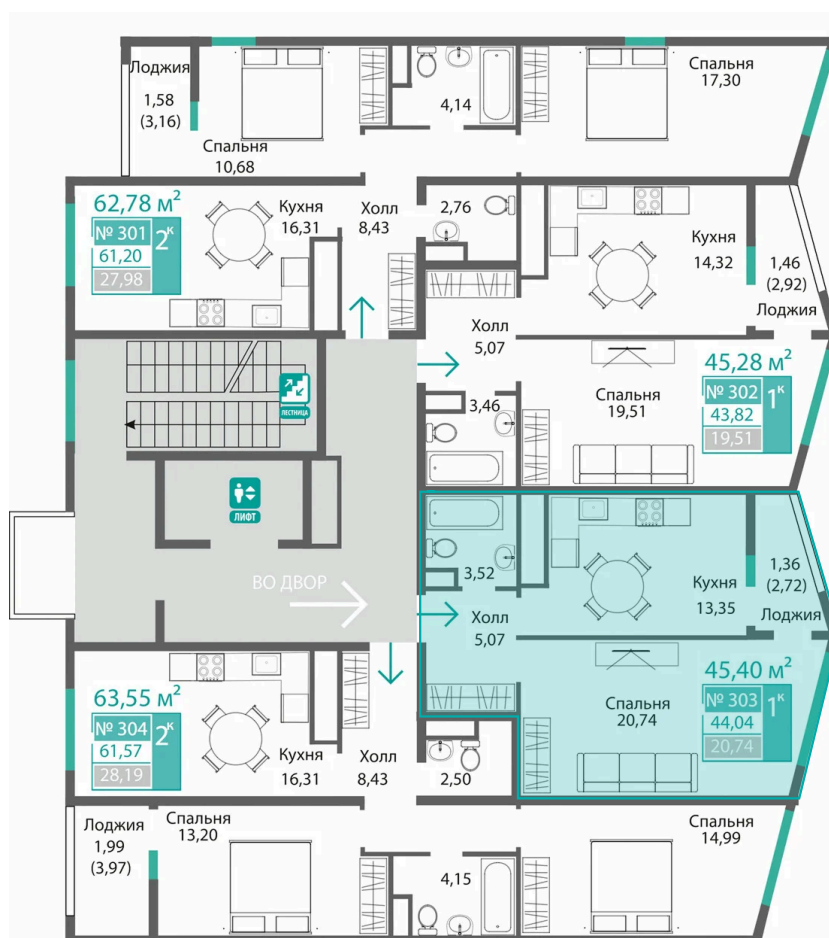 Лоджия
1,58
(3,16)
Спальня
10,68
4,14
Спальня
17,30
62,78 м²
№ 301
2к
61,20
27,98
Кухня
16,31
Холл
8,43
2,76
Кухня
14,32
1,46
(2,92)
Лоджия
Холл
5,07
45,28 м²
№ 302
1к
43,82
19,51
Спальня
19,51
3,46
ЛЕСТНИЦА
ЛИФТ
ВО ДВОР
3,52
Кухня
13,35
1,36
(2,72)
Лоджия
Холл
5,07
45,40 м²
№ 303
1к
44,04
20,74
Спальня
20,74
63,55 м²
№ 304
2к
61,57
28,19
Кухня
16,31
Холл
8,43
2,50
Лоджия
1,99
(3,97)
Спальня
13,20
4,15
Спальня
14,99